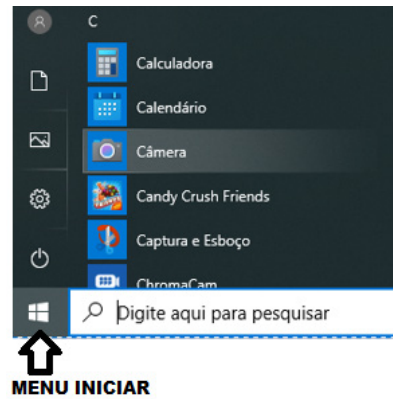 C
Calculadora
Calendário
Câmera
Candy Crush Friends
Captura e Esboço
ChromaCam
Digite aqui para pesquisar
MENU INICIAR